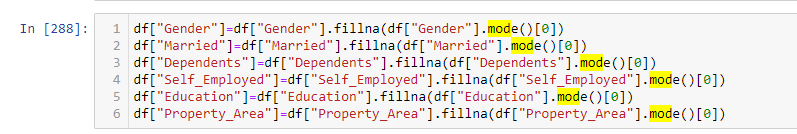 In [288]:
1 df["Gender"]=df["Gender"].fillna(df["Gender"].mode()[0])
2 df["Married"]=df["Married"].fillna(df["Married"].mode()[0])
3 df["Dependents"]=df["Dependents"].fillna(df["Dependents"].mode()[0])
4 df["Self_Employed"]=df["Self_Employed"].fillna(df["Self_Employed"].mode()[0])
5 df["Education"]=df["Education"].fillna(df["Education"].mode()[0])
6 df["Property_Area"]=df["Property_Area"].fillna(df["Property_Area"].mode()[0])